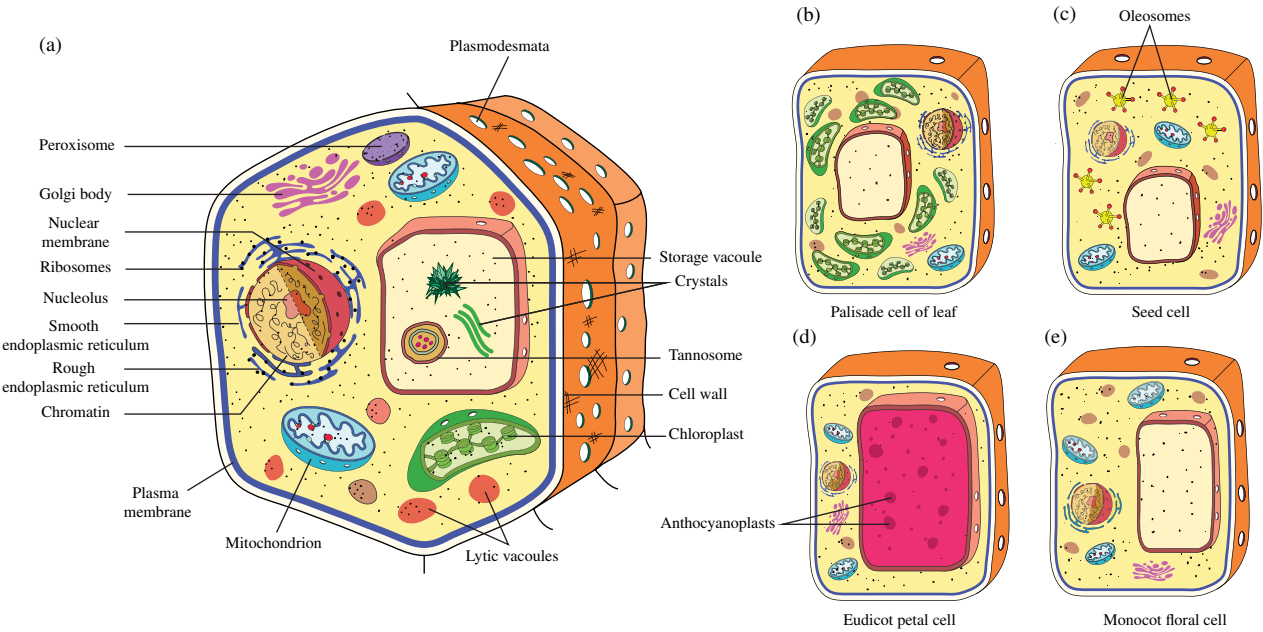 (a)
Plasmodesmata
Peroxisome
Golgi body
Nuclear
membrane
Ribosomes
Nucleolus
Smooth
endoplasmic reticulum
Rough
endoplasmic reticulum
Chromatin
Plasma
membrane
Mitochondrion
Lytic vacoules
Storage vacoule
Crystals
Tannosome
Cell wall
Chloroplast
(b)
Palisade cell of leaf
(c)
Oleosomes
Seed cell
(d)
Anthocyanoplasts
Eudicot petal cell
(e)
Monocot floral cell